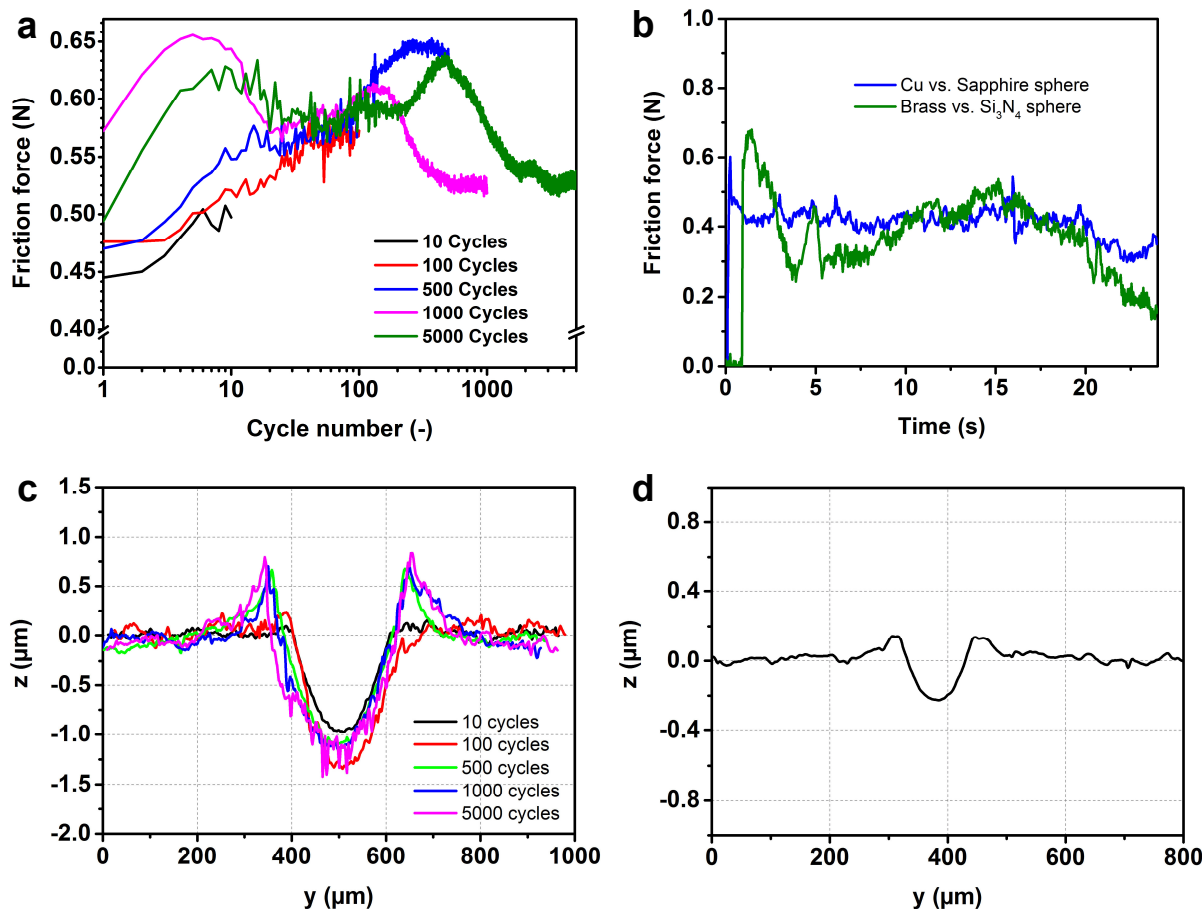 a
Friction force (N)
0.65
0.60
0.55
0.50
0.45
0.40
0.0
10 Cycles
100 Cycles
500 Cycles
1000 Cycles
5000 Cycles
1 10 100 1000
Cycle number (-)
b
Friction force (N)
1.0
0.8
0.6
0.4
0.2
0.0
Cu vs. Sapphire sphere
Brass vs. Si₃N₄ sphere
0 5 10 15 20
Time (s)
c
z (µm)
1.5
1.0
0.5
0.0
-0.5
-1.0
-1.5
-2.0
10 cycles
100 cycles
500 cycles
1000 cycles
5000 cycles
0 200 400 600 800 1000
y (µm)
d
z (µm)
0.8
0.4
0.0
-0.4
-0.8
0 200 400 600 800
y (µm)